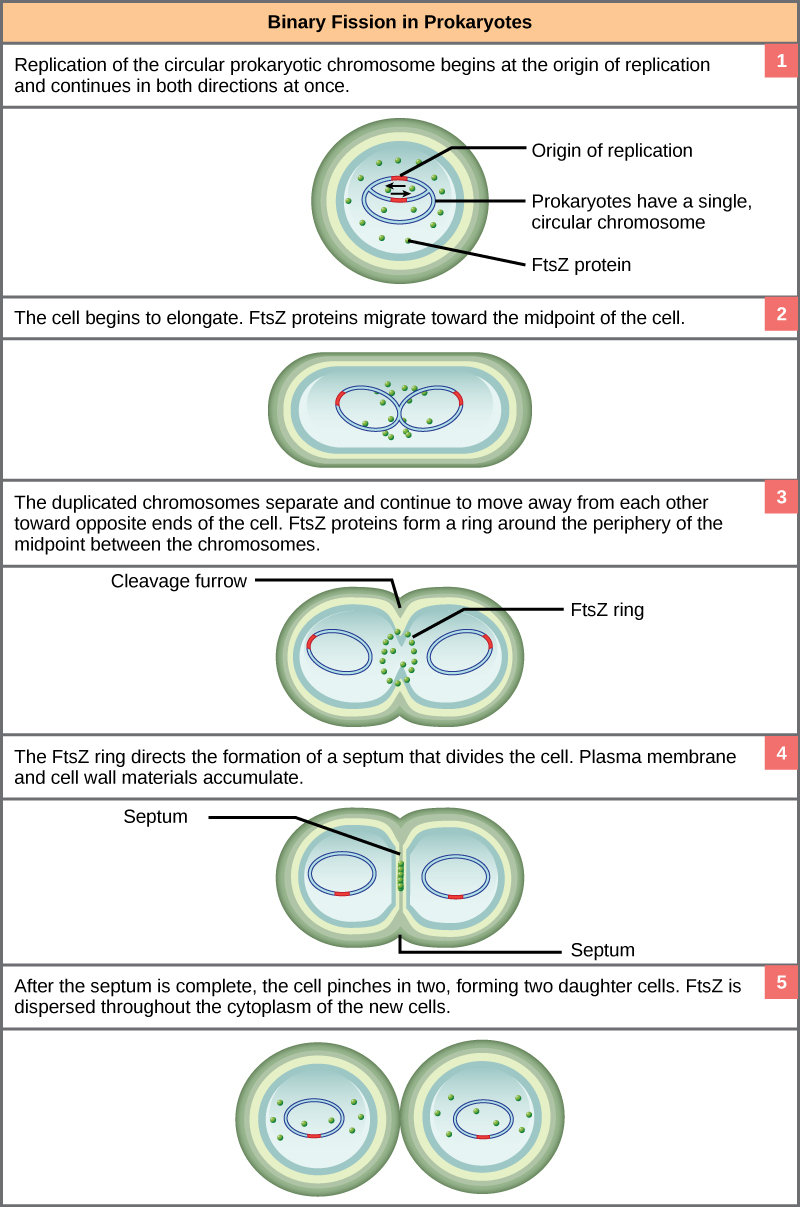 Binary Fission in Prokaryotes
1
Replication of the circular prokaryotic chromosome begins at the origin of replication
and continues in both directions at once.
Origin of replication
Prokaryotes have a single,
circular chromosome
FtsZ protein
2
The cell begins to elongate. FtsZ proteins migrate toward the midpoint of the cell.
3
The duplicated chromosomes separate and continue to move away from each other
toward opposite ends of the cell. FtsZ proteins form a ring around the periphery of the
midpoint between the chromosomes.
Cleavage furrow
FtsZ ring
4
The FtsZ ring directs the formation of a septum that divides the cell. Plasma membrane
and cell wall materials accumulate.
Septum
Septum
5
After the septum is complete, the cell pinches in two, forming two daughter cells. FtsZ is
dispersed throughout the cytoplasm of the new cells.